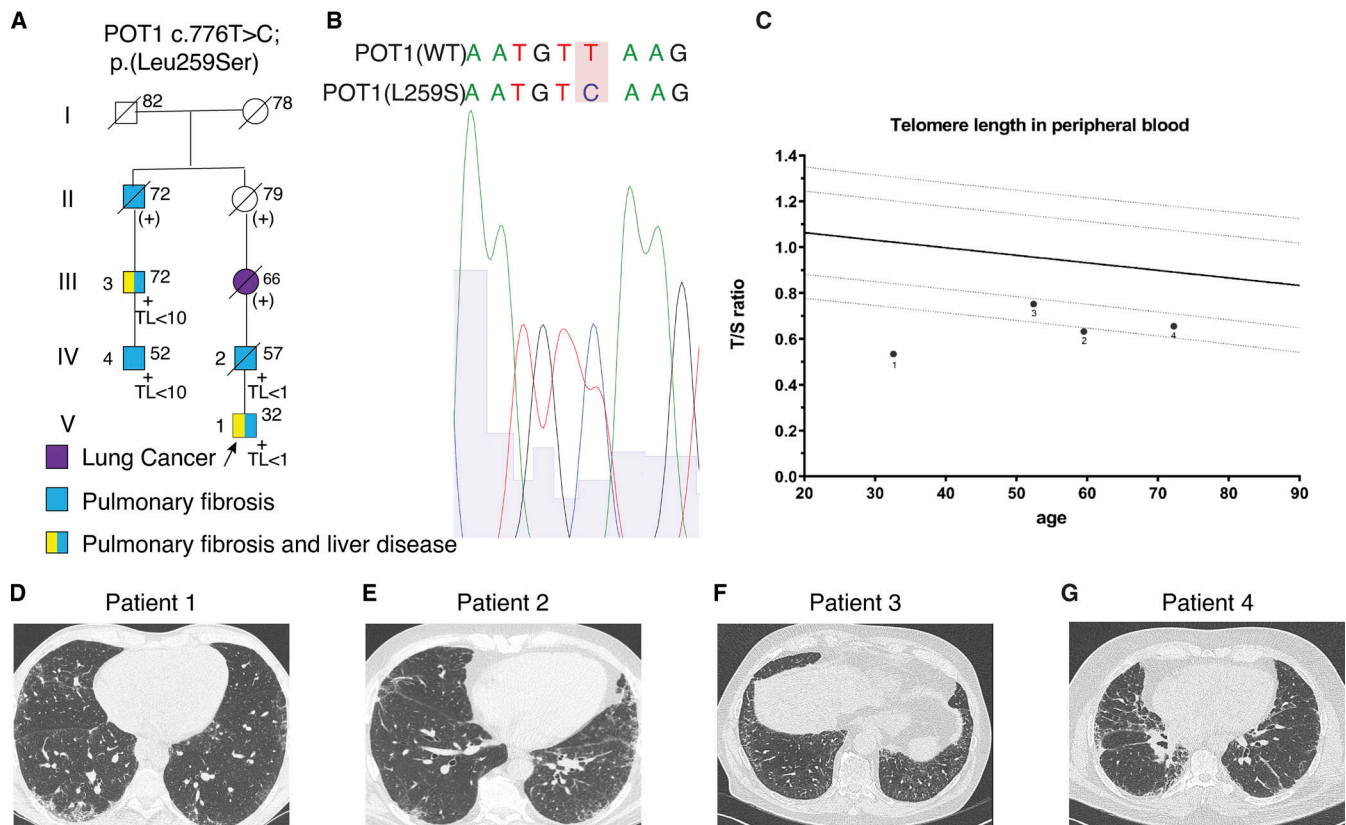 A
POT1 c.776T>C;
p.(Leu259Ser)
I
82
78
II
72
(+)
79
(+)
III
3
72
+
TL<10
66
(+)
IV
4
52
+
TL<10
2
57
+
TL<1
V
1
32
+
TL<1
Lung Cancer
Pulmonary fibrosis
Pulmonary fibrosis and liver disease
B
POT1(WT) A A T G T T A A G
POT1(L259S) A A T G T C A A G
C
Telomere length in peripheral blood
T/S ratio
1.4
1.2
1.0
0.8
0.6
0.4
0.2
0.0
1
3
2
4
20 30 40 50 60 70 80 90
age
D
Patient 1
E
Patient 2
F
Patient 3
G
Patient 4